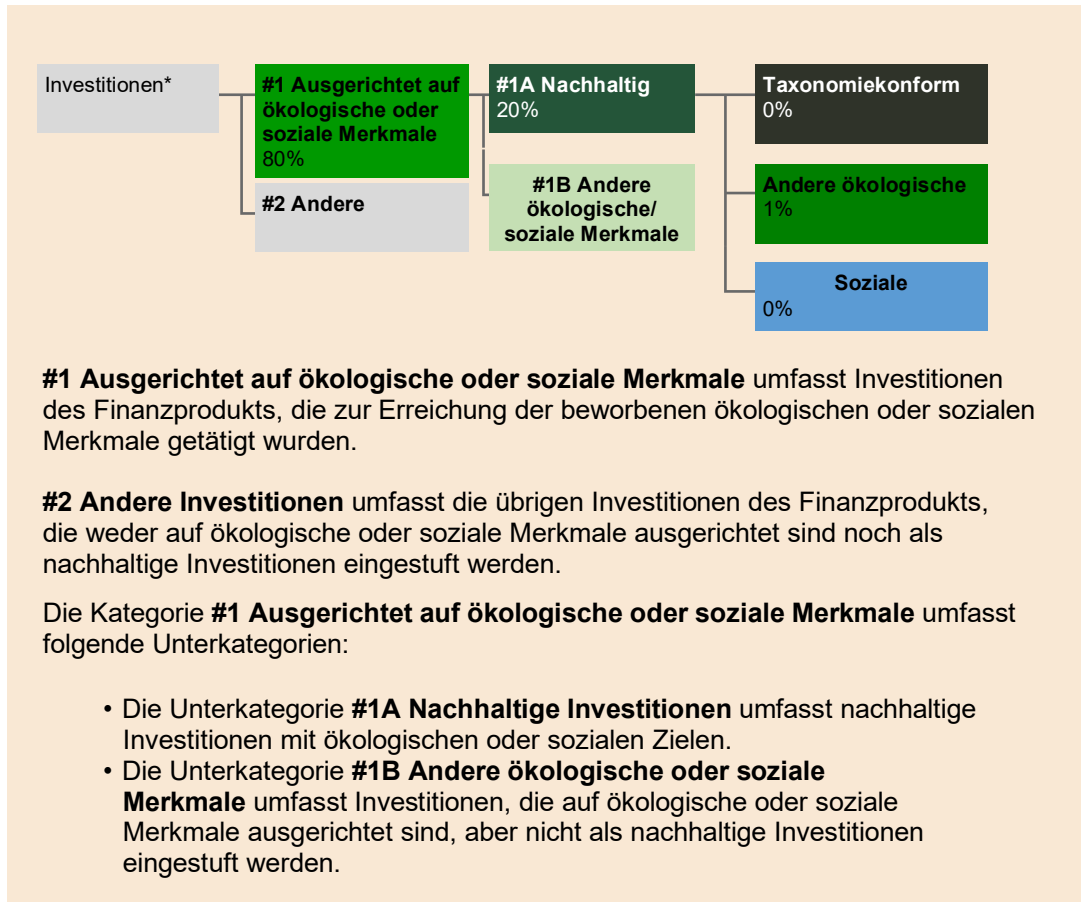 Investitionen*
#1 Ausgerichtet auf
ökologische oder
soziale Merkmale
80%
#2 Andere
#1A Nachhaltig
20%
#1B Andere
ökologische/
soziale Merkmale
Taxonomiekonform
0%
Andere ökologische
1%
Soziale
0%
#1 Ausgerichtet auf ökologische oder soziale Merkmale umfasst Investitionen
des Finanzprodukts, die zur Erreichung der beworbenen ökologischen oder sozialen
Merkmale getätigt wurden.
#2 Andere Investitionen umfasst die übrigen Investitionen des Finanzprodukts,
die weder auf ökologische oder soziale Merkmale ausgerichtet sind noch als
nachhaltige Investitionen eingestuft werden.
Die Kategorie #1 Ausgerichtet auf ökologische oder soziale Merkmale umfasst
folgende Unterkategorien:
• Die Unterkategorie #1A Nachhaltige Investitionen umfasst nachhaltige
Investitionen mit ökologischen oder sozialen Zielen.
• Die Unterkategorie #1B Andere ökologische oder soziale
Merkmale umfasst Investitionen, die auf ökologische oder soziale
Merkmale ausgerichtet sind, aber nicht als nachhaltige Investitionen
eingestuft werden.